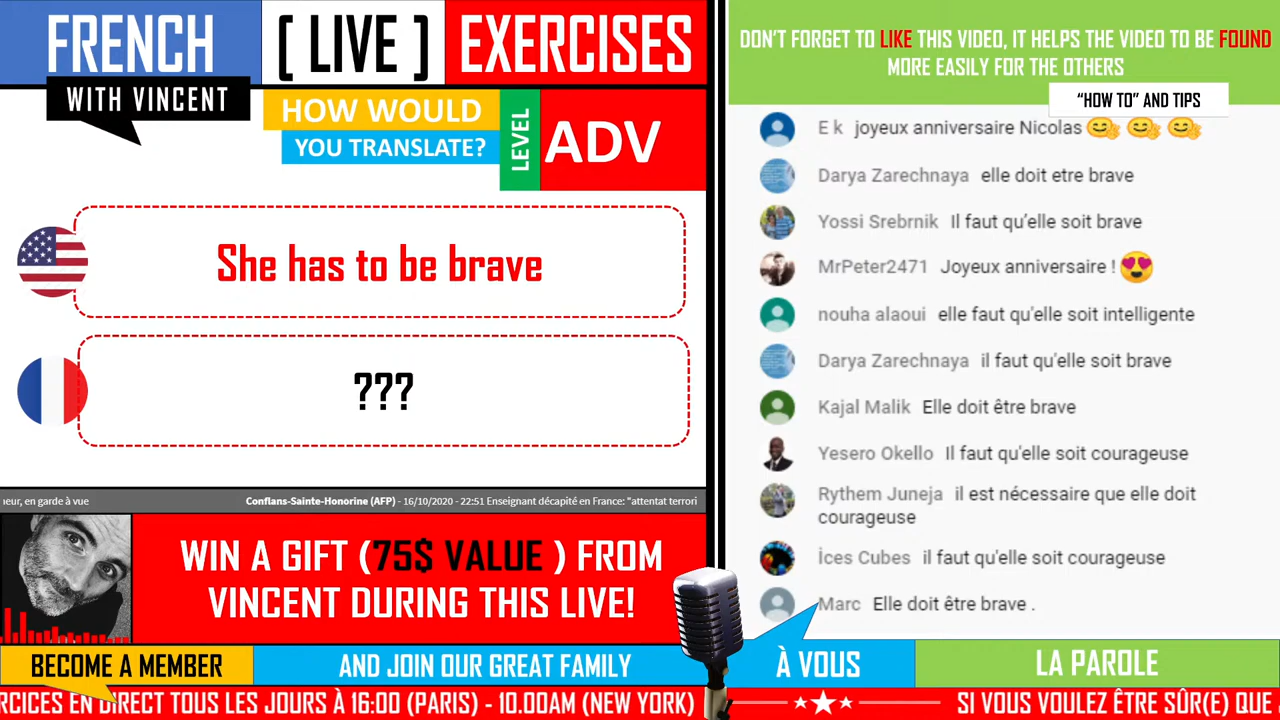 FRENCH
WITH VINCENT
[ LIVE ]
EXERCISES
HOW WOULD
YOU TRANSLATE?
LEVEL
ADV
She has to be brave
???
ueur, en garde à vue
Conflans-Sainte-Honorine (AFP) - 16/10/2020 - 22:51 Enseignant décapité en France: "attentat terrori
WIN A GIFT (75$ VALUE ) FROM
VINCENT DURING THIS LIVE!
BECOME A MEMBER
AND JOIN OUR GREAT FAMILY
RCICES EN DIRECT TOUS LES JOURS À 16:00 (PARIS) - 10.00AM (NEW YORK)
DON'T FORGET TO LIKE THIS VIDEO, IT HELPS THE VIDEO TO BE FOUND
MORE EASILY FOR THE OTHERS
“HOW TO” AND TIPS
E k joyeux anniversaire Nicolas
Darya Zarechnaya elle doit etre brave
Yossi Srebrnik Il faut qu’elle soit brave
MrPeter2471 Joyeux anniversaire !
nouha alaoui elle faut qu'elle soit intelligente
Darya Zarechnaya il faut qu'elle soit brave
Kajal Malik Elle doit être brave
Yesero Okello Il faut qu'elle soit courageuse
Rythem Juneja il est nécessaire que elle doit
courageuse
İces Cubes il faut qu'elle soit courageuse
Marc Elle doit être brave .
À VOUS
LA PAROLE
SI VOUS VOULEZ ÊTRE SÛR(E) QUE